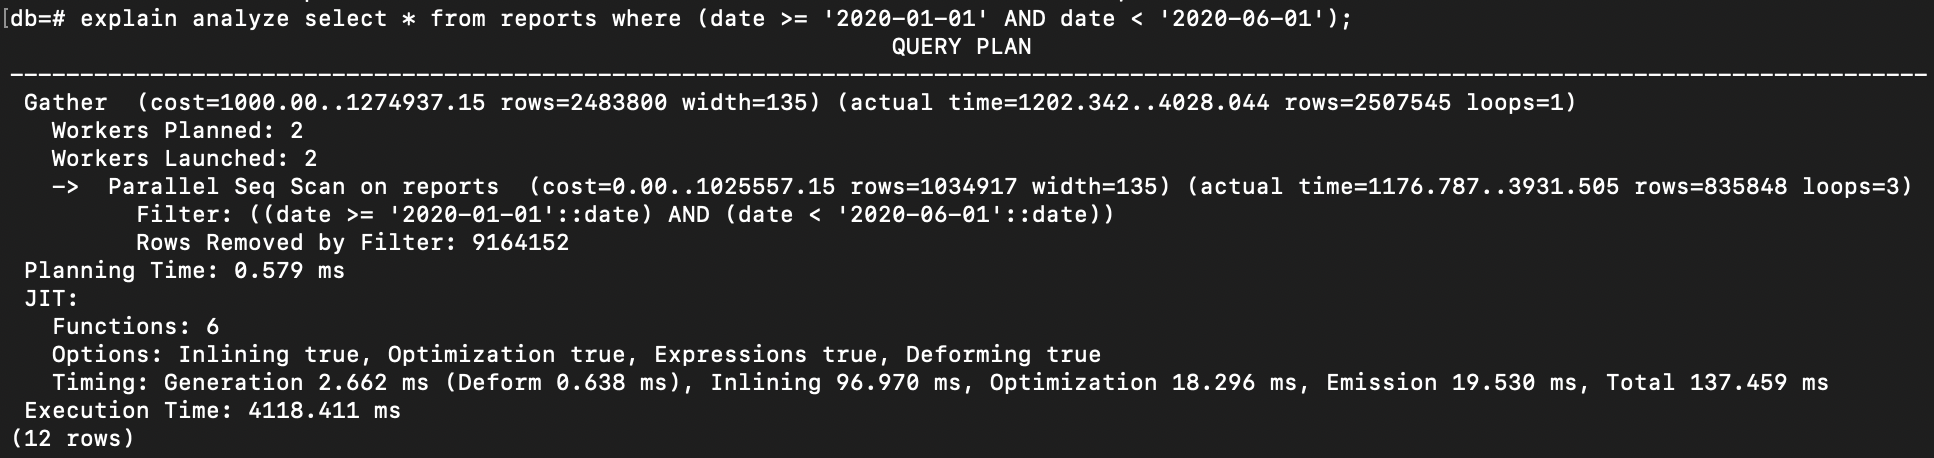 [db=# explain analyze select * from reports where (date >= '2020-01-01' AND date < '2020-06-01');
QUERY PLAN
-----------------------------------------------------------------------------------------------------------------------------------------
Gather  (cost=1000.00..1274937.15 rows=2483800 width=135) (actual time=1202.342..4028.044 rows=2507545 loops=1)
Workers Planned: 2
Workers Launched: 2
->  Parallel Seq Scan on reports  (cost=0.00..1025557.15 rows=1034917 width=135) (actual time=1176.787..3931.505 rows=835848 loops=3)
Filter: ((date >= '2020-01-01'::date) AND (date < '2020-06-01'::date))
Rows Removed by Filter: 9164152
Planning Time: 0.579 ms
JIT:
Functions: 6
Options: Inlining true, Optimization true, Expressions true, Deforming true
Timing: Generation 2.662 ms (Deform 0.638 ms), Inlining 96.970 ms, Optimization 18.296 ms, Emission 19.530 ms, Total 137.459 ms
Execution Time: 4118.411 ms
(12 rows)